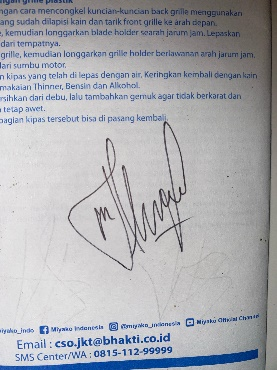 gan cara mencongkel kuncian-kuncian back grille menggunakan
ang sudah dilapisi kain dan tarik front grille ke arah depan.
, kemudian longgarkan blade holder searah jarum jam. Lepaskan
dari tempatnya.
grille, kemudian longgarkan grille holder berlawanan arah jarum jam.
dari sumbu motor.
n kipas yang telah di lepas dengan air. Keringkan kembali dengan kain
makaian Thinner, Bensin dan Alkohol.
rsihkan dari debu, lalu tambahkan gemuk agar tidak berkarat dan
tetap awet.
bagian kipas tersebut bisa di pasang kembali.
iyako_indo Miyako Indonesia @miyako_indonesia Miyako Official Channel
Email : cso.jkt@bhakti.co.id
SMS Center/WA : 0815-112-99999